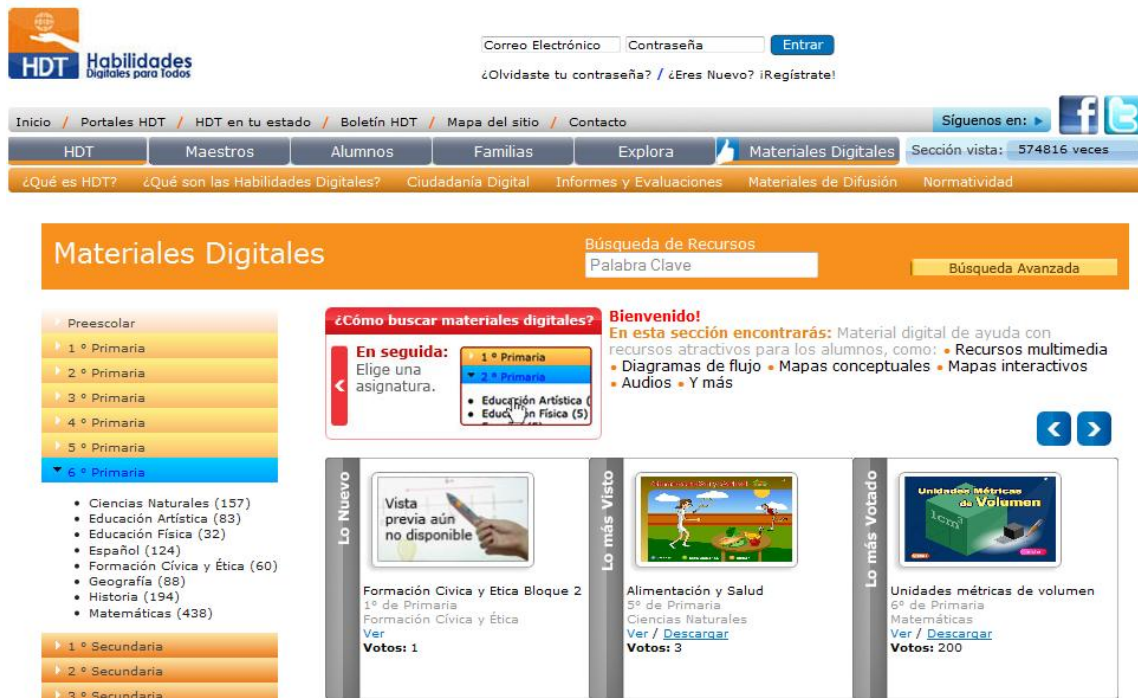 HDT Habilidades
Digitales para Todos
Correo Electrónico Contraseña Entrar
¿Olvidaste tu contraseña? / ¿Eres Nuevo? ¡Regístrate!
Inicio / Portales HDT / HDT en tu estado / Boletín HDT / Mapa del sitio / Contacto
Síguenos en:
HDT Maestros Alumnos Familias Explora Materiales Digitales
Sección vista: 574816 veces
¿Qué es HDT? ¿Qué son las Habilidades Digitales? Ciudadanía Digital Informes y Evaluaciones Materiales de Difusión Normatividad
Materiales Digitales
Búsqueda de Recursos
Palabra Clave
Búsqueda Avanzada
Preescolar
1 º Primaria
2 º Primaria
3 º Primaria
4 º Primaria
5 º Primaria
6 º Primaria
• Ciencias Naturales (157)
• Educación Artística (83)
• Educación Física (32)
• Español (124)
• Formación Cívica y Ética (60)
• Geografía (88)
• Historia (194)
• Matemáticas (438)
1 º Secundaria
2 º Secundaria
3 º Secundaria
¿Cómo buscar materiales digitales?
En seguida:
Elige una
asignatura.
1 º Primaria
2 º Primaria
• Educación Artística (
• Educación Física (5)
Bienvenido!
En esta sección encontrarás: Material digital de ayuda con
recursos atractivos para los alumnos, como: • Recursos multimedia
• Diagramas de flujo • Mapas conceptuales • Mapas interactivos
• Audios • Y más
Lo Nuevo
Vista
previa aún
no disponible
Formación Civica y Etica Bloque 2
1º de Primaria
Formación Cívica y Ética
Ver
Votos: 1
Lo más Visto
Alimentación y Salud
5º de Primaria
Ciencias Naturales
Ver / Descargar
Votos: 3
Lo más Votado
Unidades Métricas
de Volumen
1cm³
Unidades métricas de volumen
6º de Primaria
Matemáticas
Ver / Descargar
Votos: 200